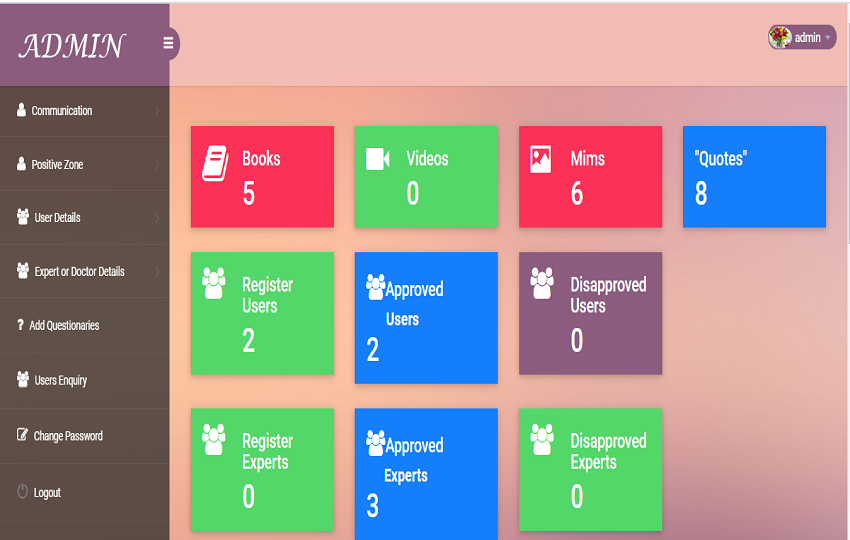 ADMIN
admin
Communication
Positive Zone
User Details
Expert or Doctor Details
? Add Questionaries
Users Enquiry
Change Password
Logout
Books
5
Videos
0
Mims
6
"Quotes"
8
Register
Users
2
Approved
Users
2
Disapproved
Users
0
Register
Experts
0
Approved
Experts
3
Disapproved
Experts
0